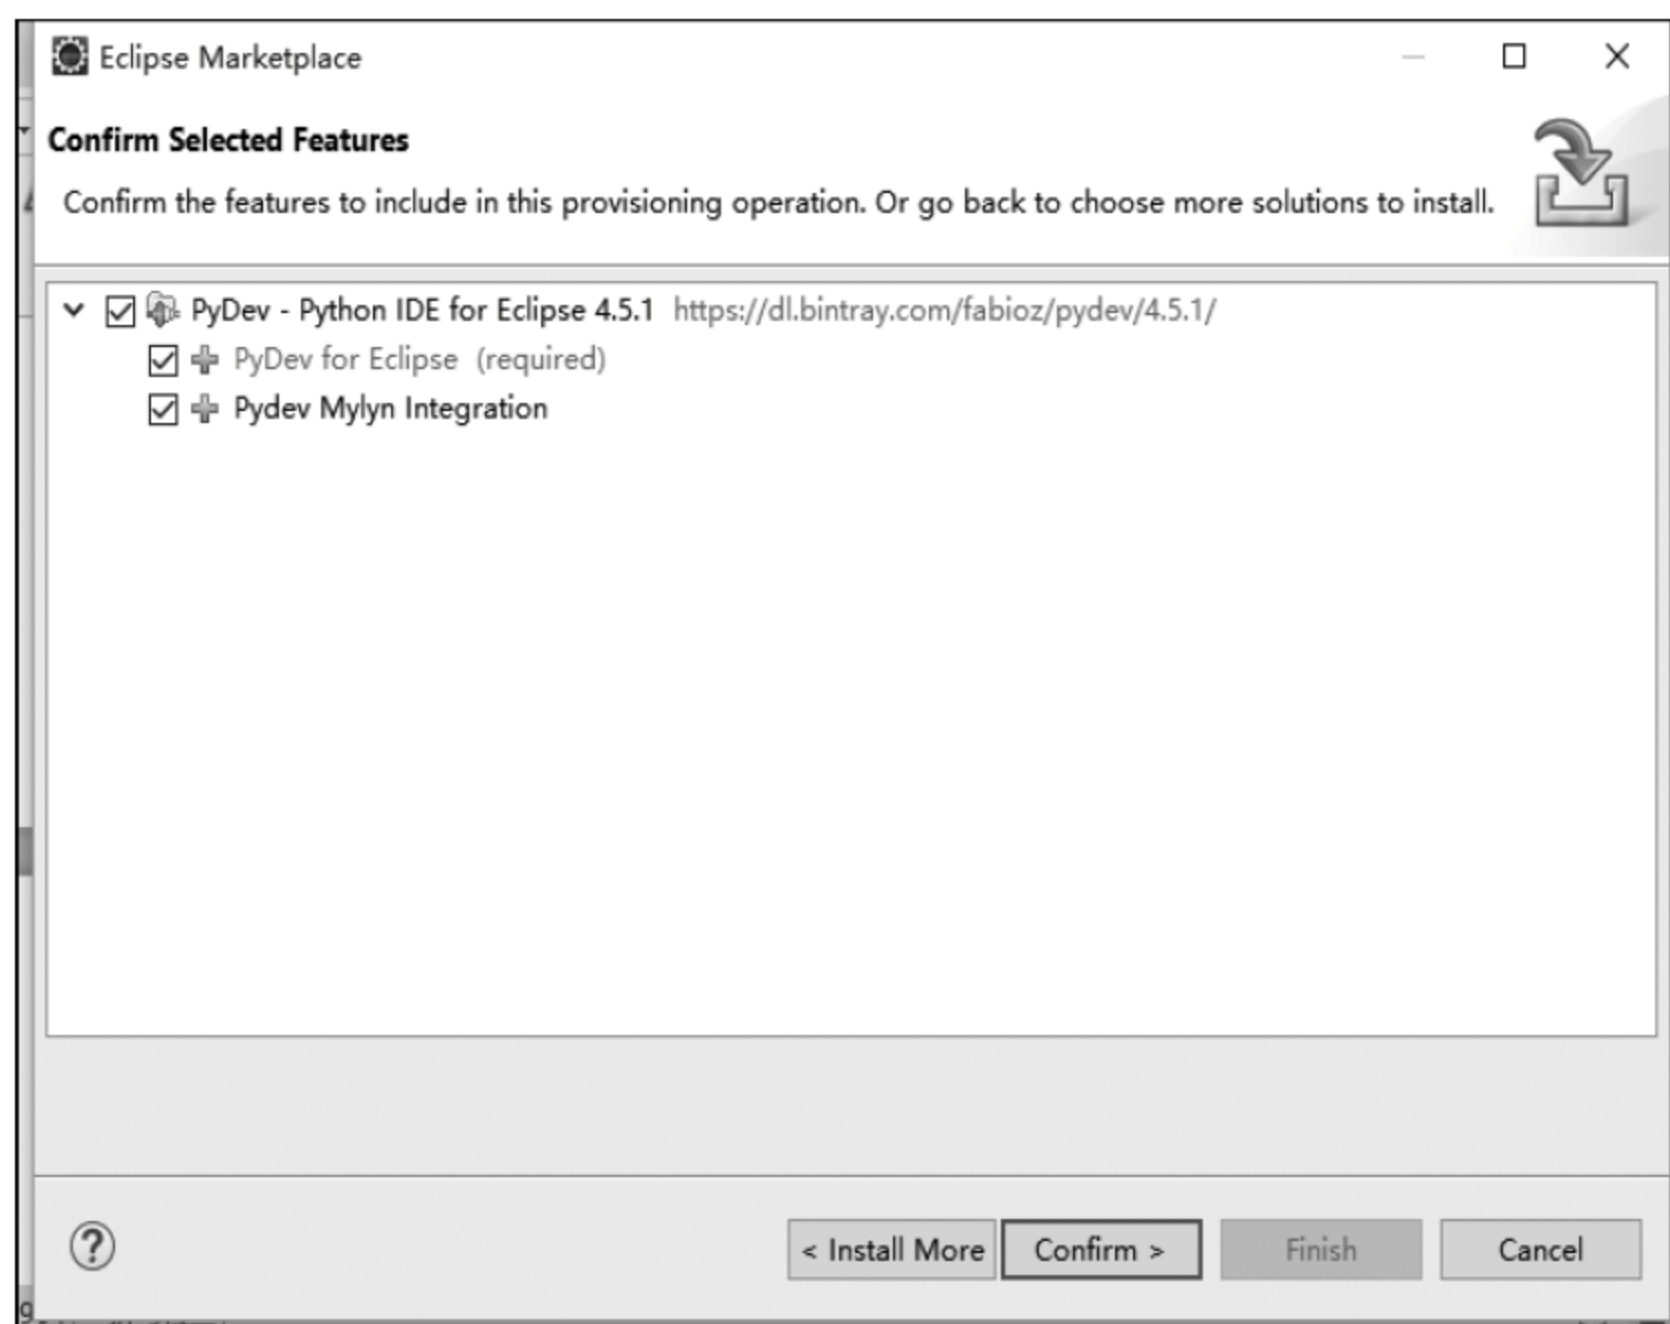 Eclipse Marketplace
Confirm Selected Features
Confirm the features to include in this provisioning operation. Or go back to choose more solutions to install.
PyDev - Python IDE for Eclipse 4.5.1 https://dl.bintray.com/fabioz/pydev/4.5.1/
PyDev for Eclipse (required)
Pydev Mylyn Integration
< Install More Confirm > Finish Cancel